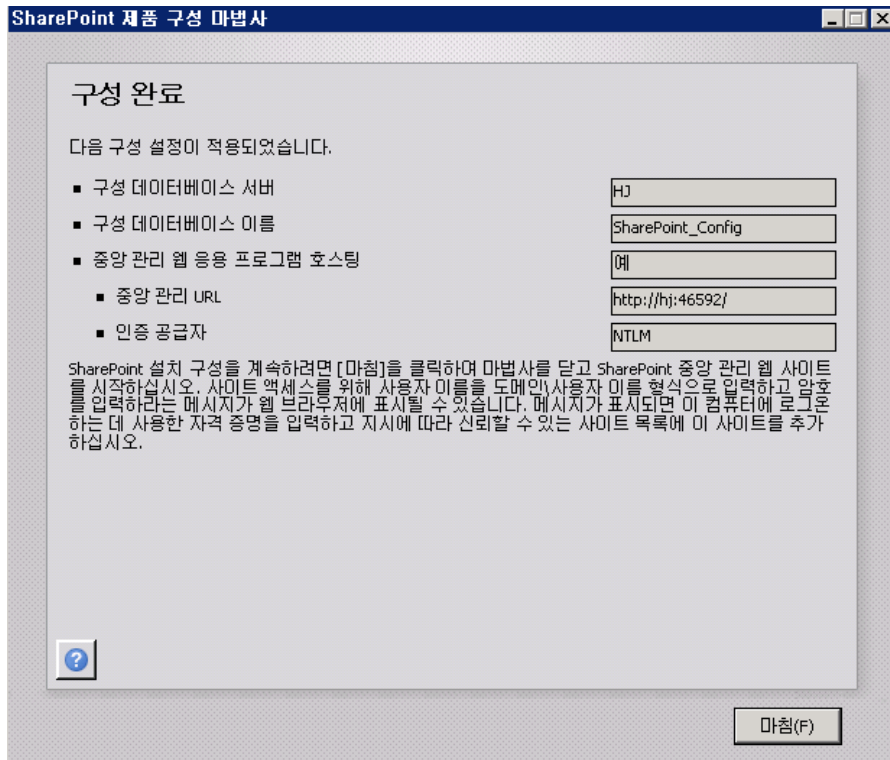 SharePoint 제품 구성 마법사
구성 완료
다음 구성 설정이 적용되었습니다.
■ 구성 데이터베이스 서버 HJ
■ 구성 데이터베이스 이름 SharePoint_Config
■ 중앙 관리 웹 응용 프로그램 호스팅 예
■ 중앙 관리 URL http://hj:46592/
■ 인증 공급자 NTLM
SharePoint 설치 구성을 계속하려면 [마침]을 클릭하여 마법사를 닫고 SharePoint 중앙 관리 웹 사이트
를 시작하십시오. 사이트 액세스를 위해 사용자 이름을 도메인\사용자 이름 형식으로 입력하고 암호
를 입력하라는 메시지가 웹 브라우저에 표시될 수 있습니다. 메시지가 표시되면 이 컴퓨터에 로그온
하는 데 사용한 자격 증명을 입력하고 지시에 따라 신뢰할 수 있는 사이트 목록에 이 사이트를 추가
하십시오.
?
마침(F)